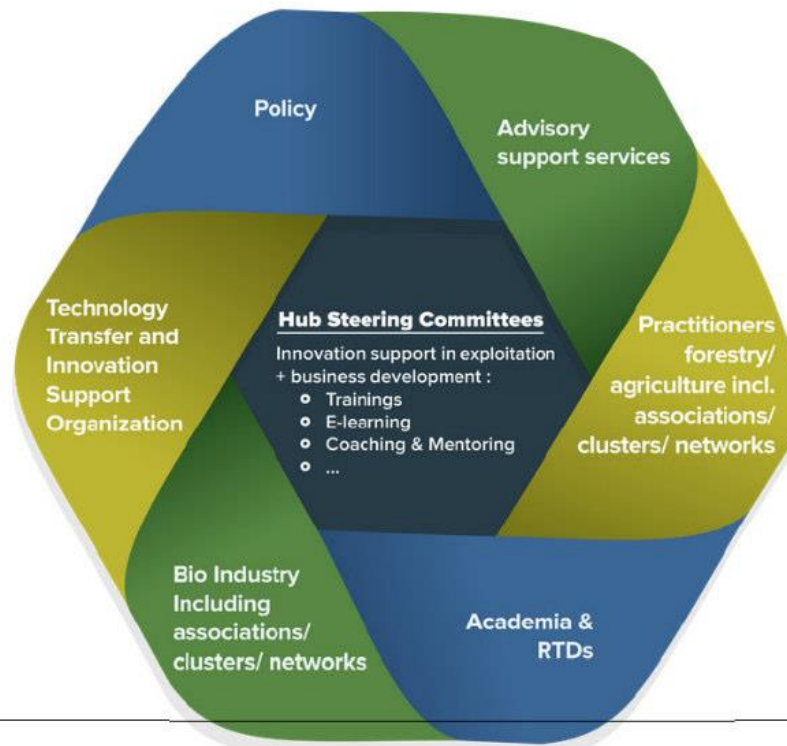 Policy
Advisory
support services
Technology
Transfer and
Innovation
Support
Organization
Hub Steering Committees
Innovation support in exploitation
+ business development :
Trainings
E-learning
Coaching & Mentoring
...
Practitioners
forestry/
agriculture incl.
associations/
clusters/ networks
Bio Industry
Including
associations/
clusters/ networks
Academia &
RTDs